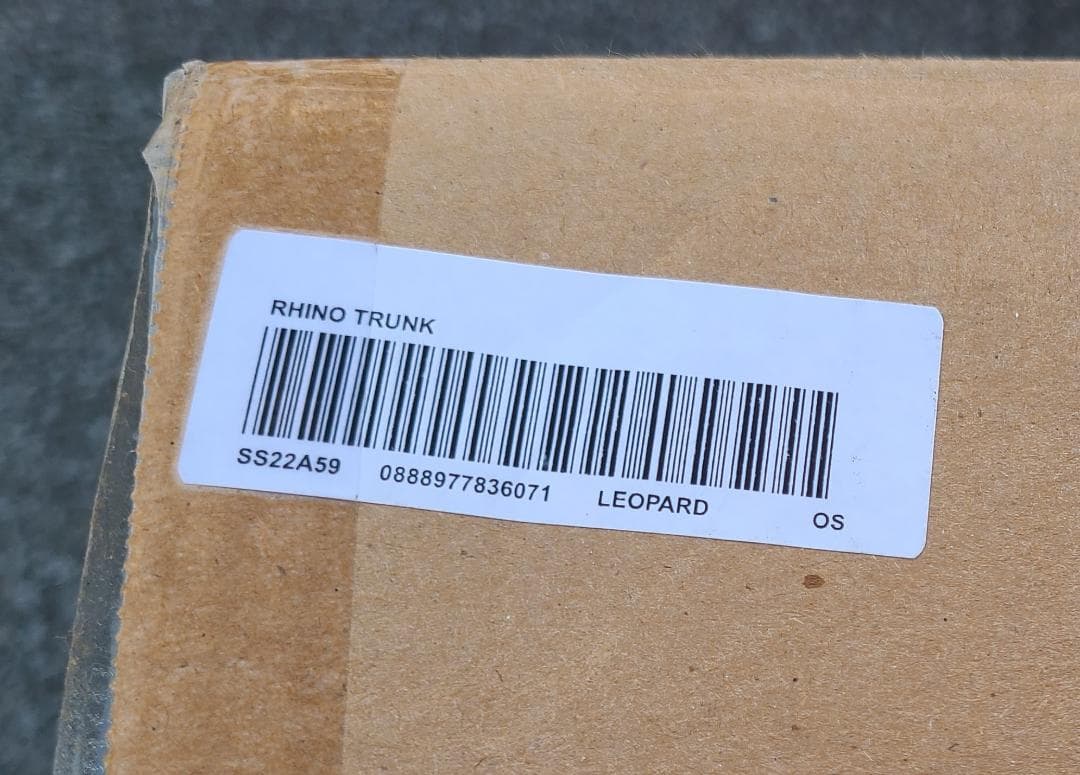 RHINO TRUNK
SS22A59 0888977836071 LEOPARD OS